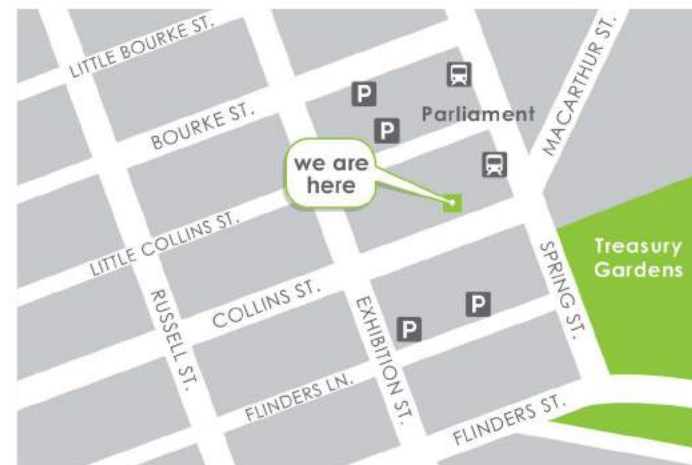 LITTLE BOURKE ST.
MACARTHUR ST.
P
BOURKE ST.
Parliament
P
we are
here
LITTLE COLLINS ST.
Treasury
Gardens
SPRING ST.
COLLINS ST.
RUSSELL ST.
EXHIBITION ST.
P
P
FLINDERS LN.
FLINDERS ST.